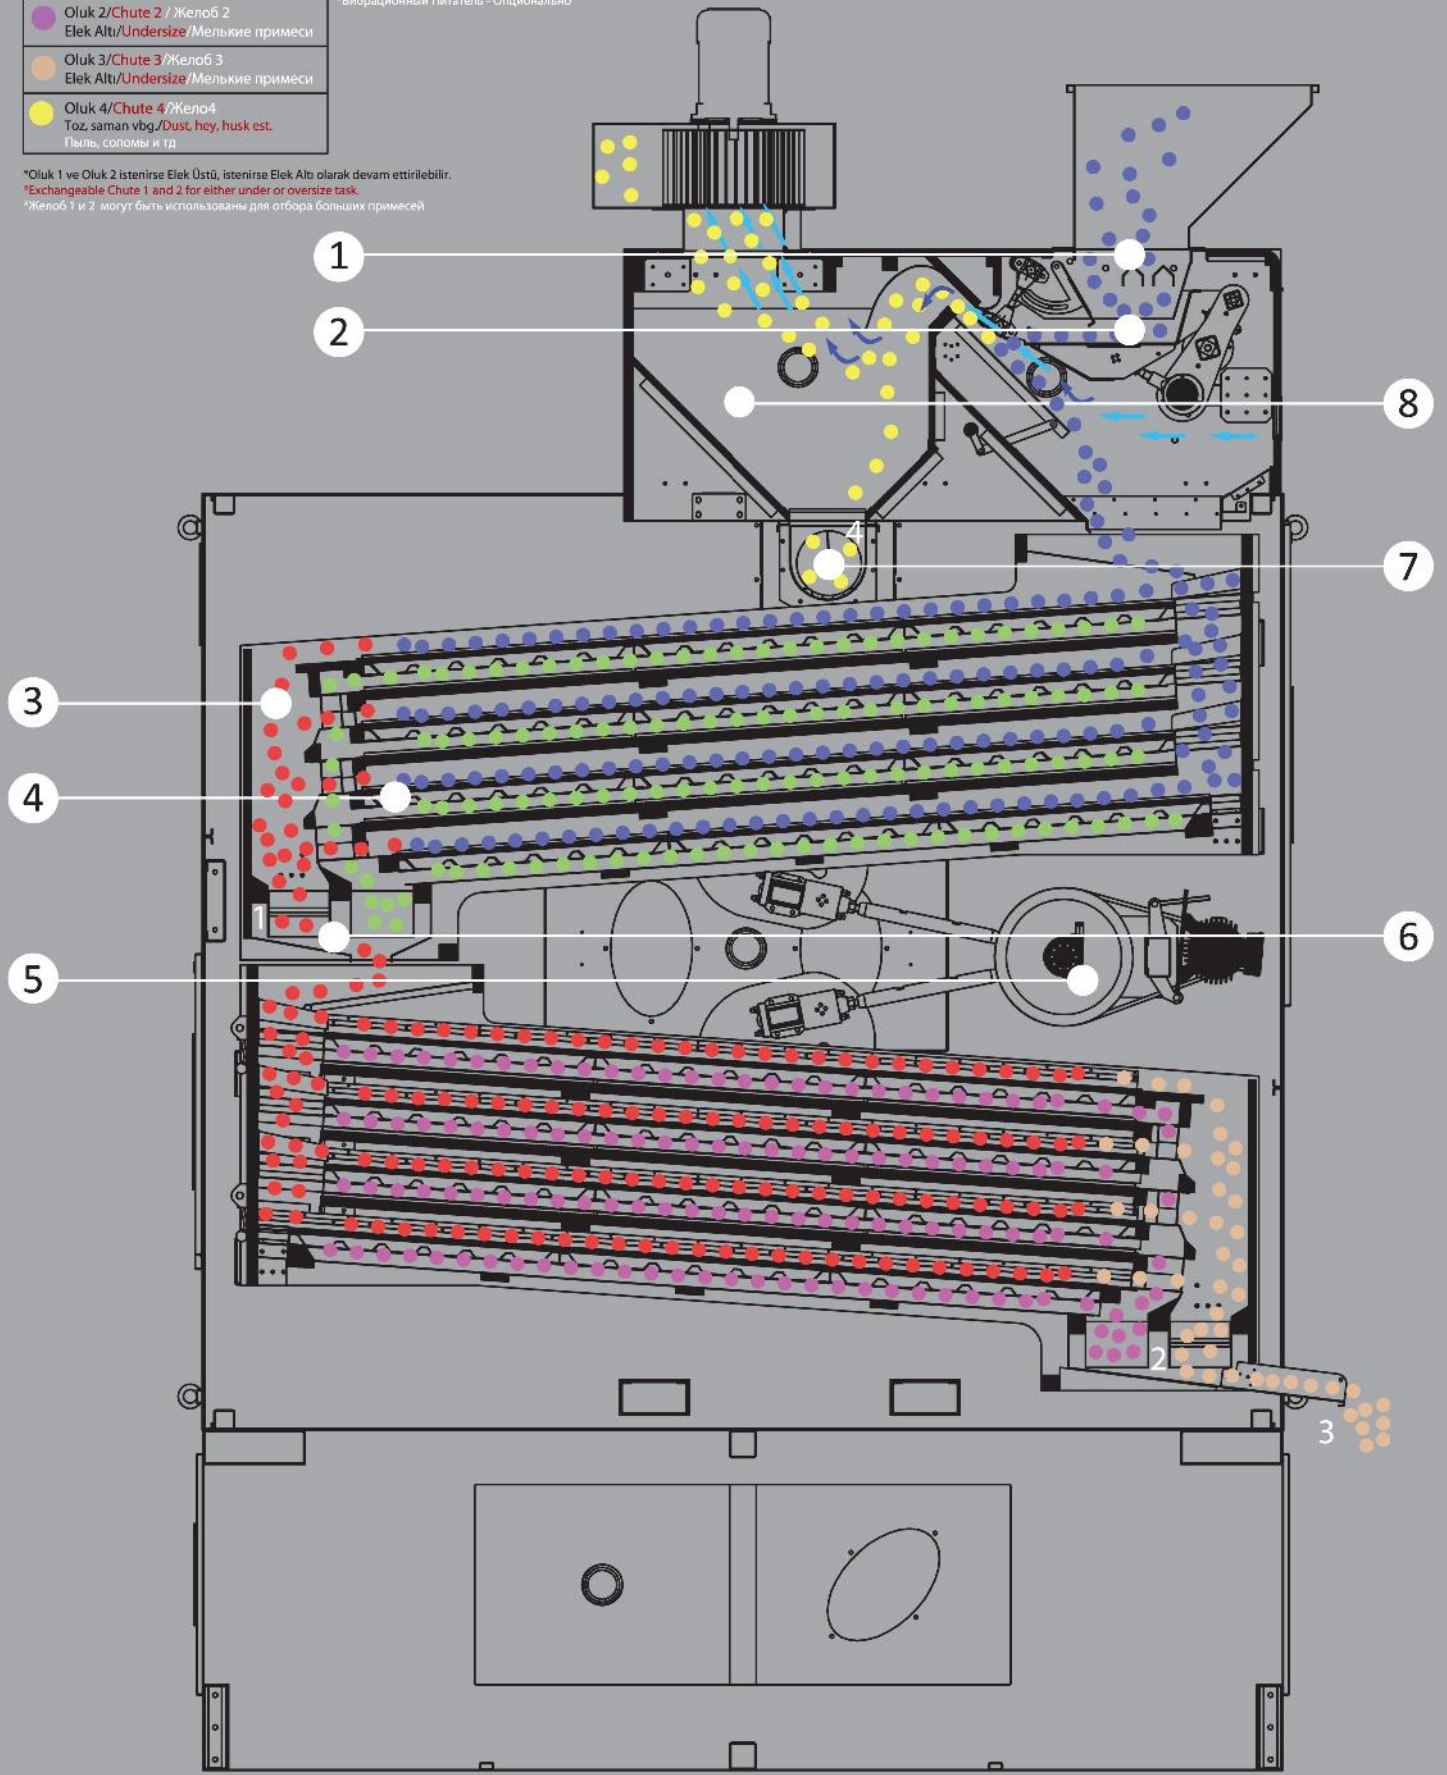 *Вибрационный Питатель - Опционально
Oluk 2/Chute 2 / Желоб 2
Elek Altı/Undersize/Мелькие примеси
Oluk 3/Chute 3/Желоб 3
Elek Altı/Undersize/Мелькие примеси
Oluk 4/Chute 4/Жело4
Toz, saman vbg./Dust, hey, husk est.
Пыль, соломы и тд
*Oluk 1 ve Oluk 2 istenirse Elek Üstü, istenirse Elek Altı olarak devam ettirilebilir.
*Exchangeable Chute 1 and 2 for either under or oversize task.
*Желоб 1 и 2 могут быть использованы для отбора больших примесей
1
2
8
4
7
3
4
1
6
5
2
3